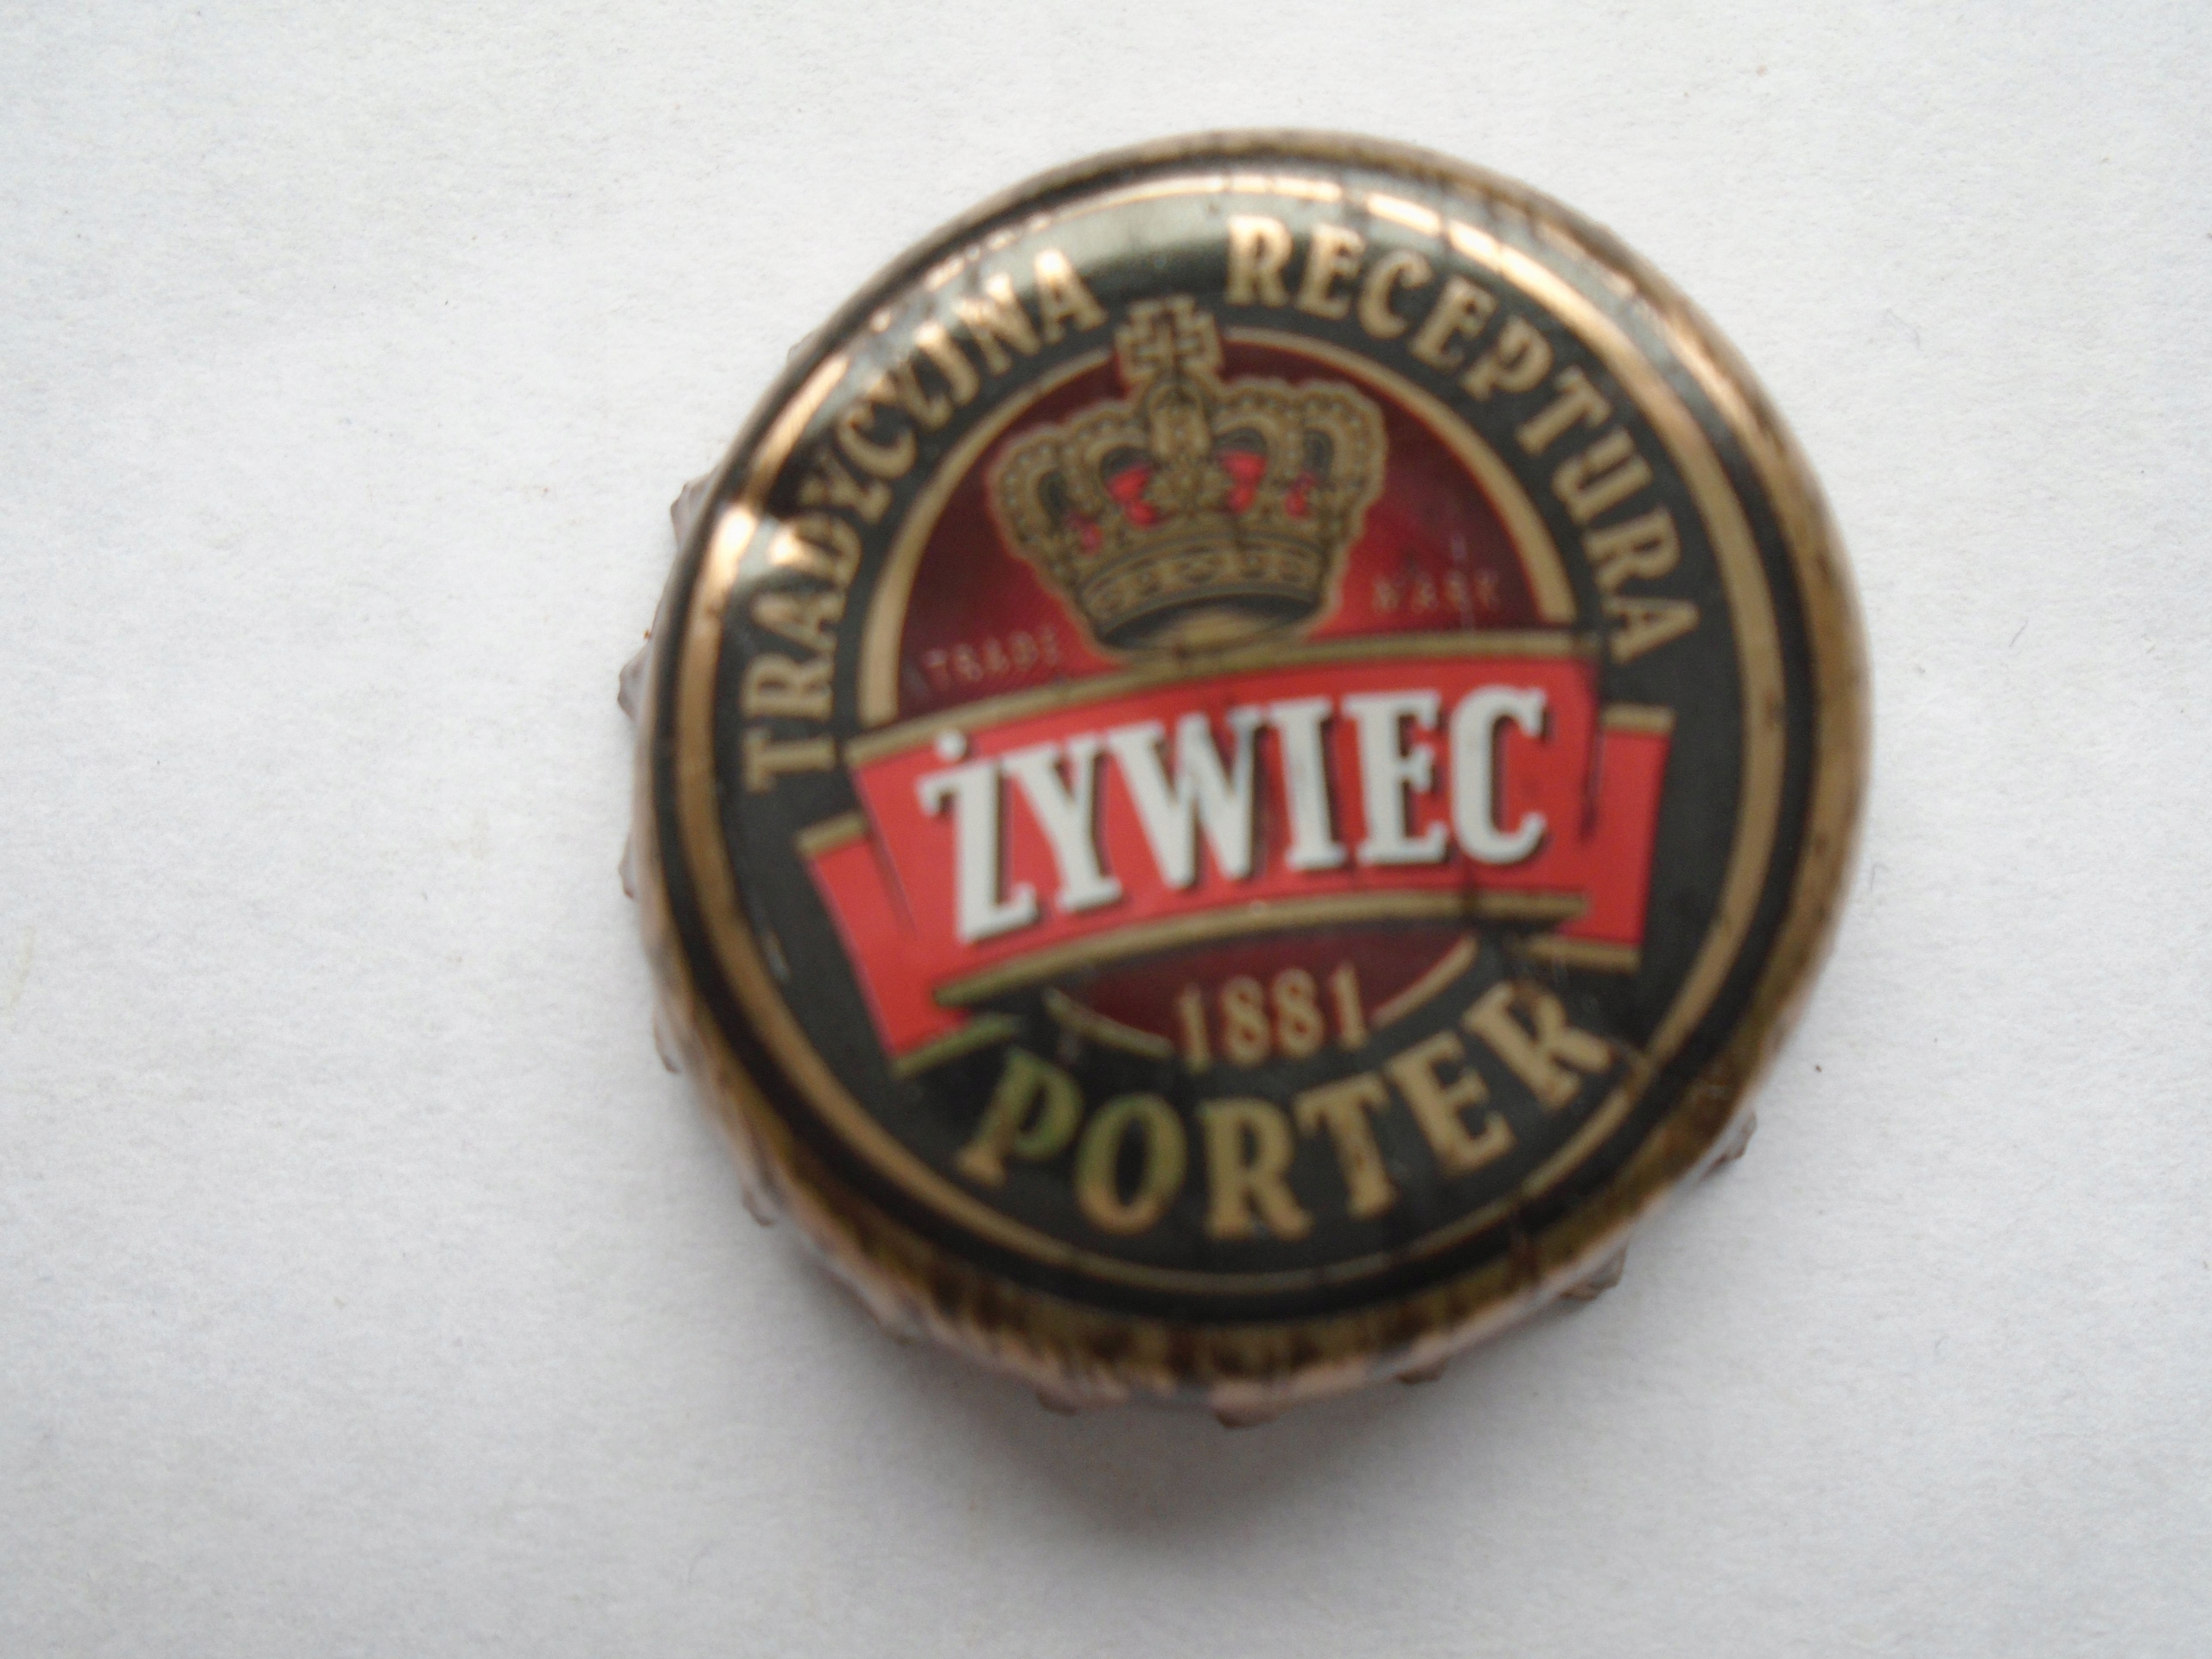 TRADYCYJNA RECEPTURA
TRADE MARK
ŻYWIEC
1881
PORTER